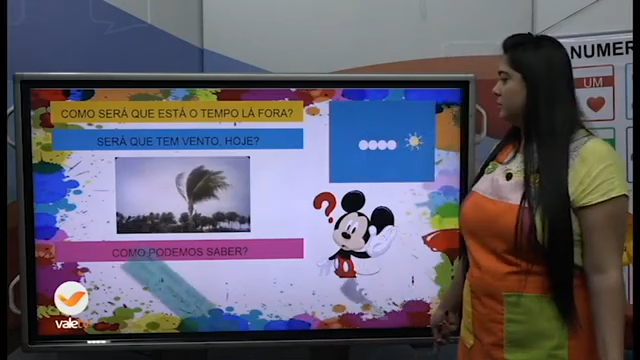 COMO SERÁ QUE ESTÁ O TEMPO LÁ FORA?
SERÁ QUE TEM VENTO, HOJE?
COMO PODEMOS SABER?
?
vale
NUMER
UM